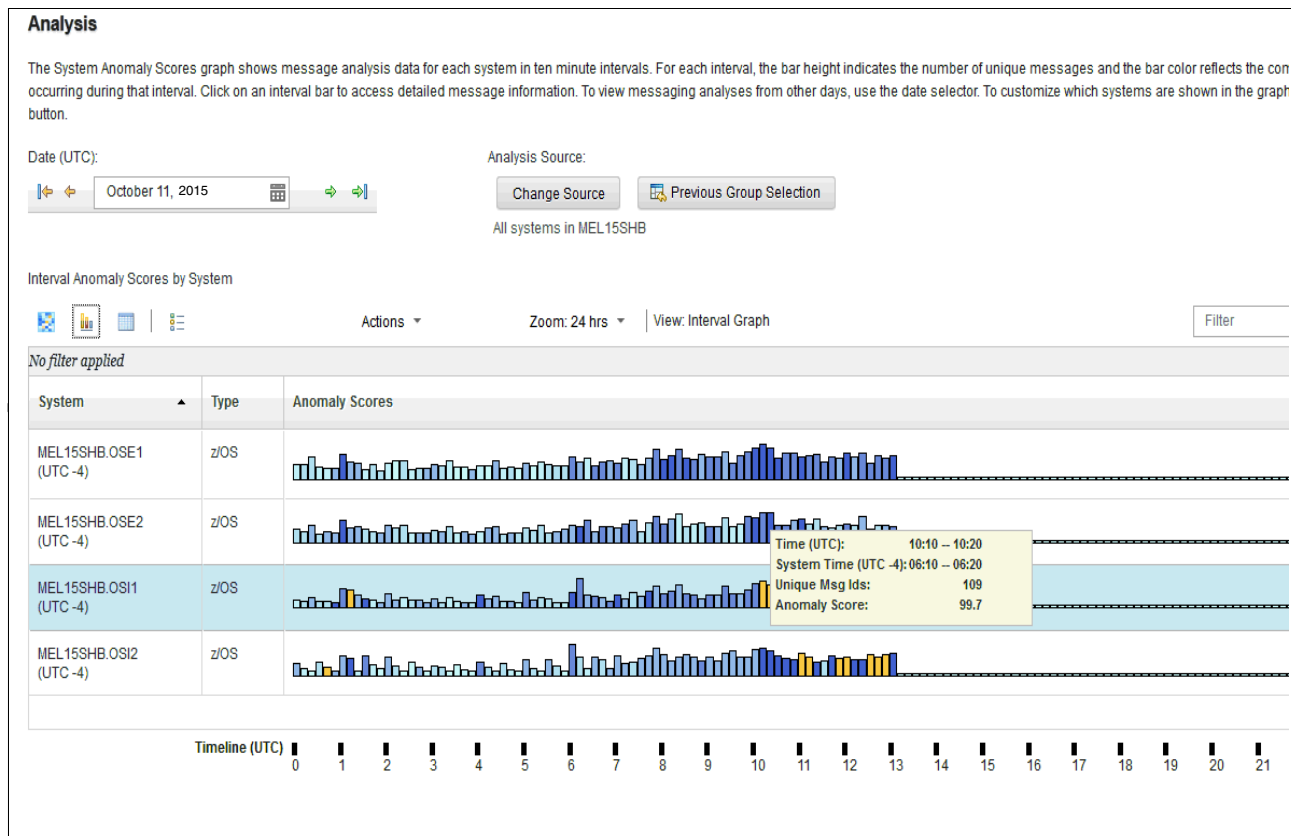 Analysis
The System Anomaly Scores graph shows message analysis data for each system in ten minute intervals. For each interval, the bar height indicates the number of unique messages and the bar color reflects the com
occurring during that interval. Click on an interval bar to access detailed message information. To view messaging analyses from other days, use the date selector. To customize which systems are shown in the graph
button.
Date (UTC):
Analysis Source:
October 11, 2015
Change Source
Previous Group Selection
All systems in MEL15SHB
Interval Anomaly Scores by System
Actions
Zoom: 24 hrs
View: Interval Graph
Filter
No filter applied
System
Type
Anomaly Scores
MEL15SHB.OSE1
(UTC -4)
z/OS
MEL15SHB.OSE2
(UTC -4)
z/OS
Time (UTC): 10:10 -- 10:20
System Time (UTC -4): 06:10 -- 06:20
Unique Msg Ids: 109
Anomaly Score: 99.7
MEL15SHB.OSI1
(UTC -4)
z/OS
MEL15SHB.OSI2
(UTC -4)
z/OS
Timeline (UTC)
0 1 2 3 4 5 6 7 8 9 10 11 12 13 14 15 16 17 18 19 20 21